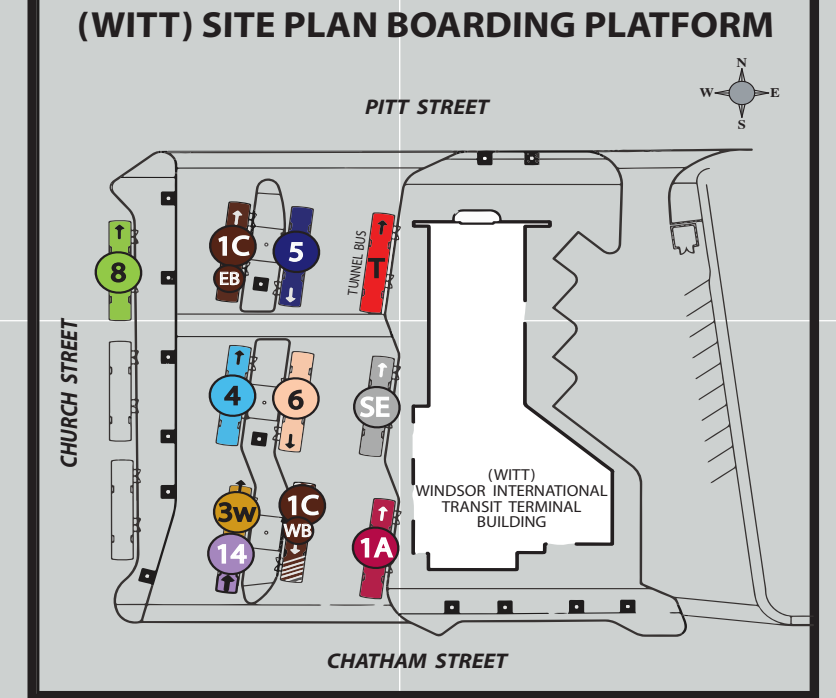 (WITT) SITE PLAN BOARDING PLATFORM
N
W E
S
PITT STREET
CHURCH STREET
8
1C
EB
5
TUNNEL BUS
T
4
6
SE
3w
14
1C
WB
1A
(WITT)
WINDSOR INTERNATIONAL
TRANSIT TERMINAL
BUILDING
CHATHAM STREET